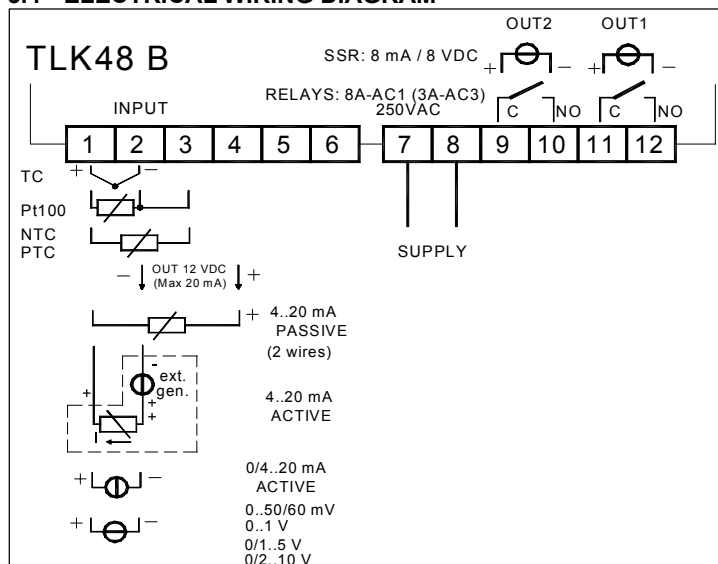 OUT2 OUT1
TLK48 B
SSR: 8 mA / 8 VDC + – + –
RELAYS: 8A-AC1 (3A-AC3)
250VAC
C NO C NO
INPUT
1 2 3 4 5 6 7 8 9 10 11 12
TC + –
Pt100
NTC
PTC
SUPPLY
– OUT 12 VDC +
(Max 20 mA)
+ 4..20 mA
PASSIVE
(2 wires)
-
ext.
gen.
+ +
+
I
4..20 mA
ACTIVE
+ –
0/4..20 mA
ACTIVE
+ –
0..50/60 mV
0..1 V
0/1..5 V
0/2..10 V